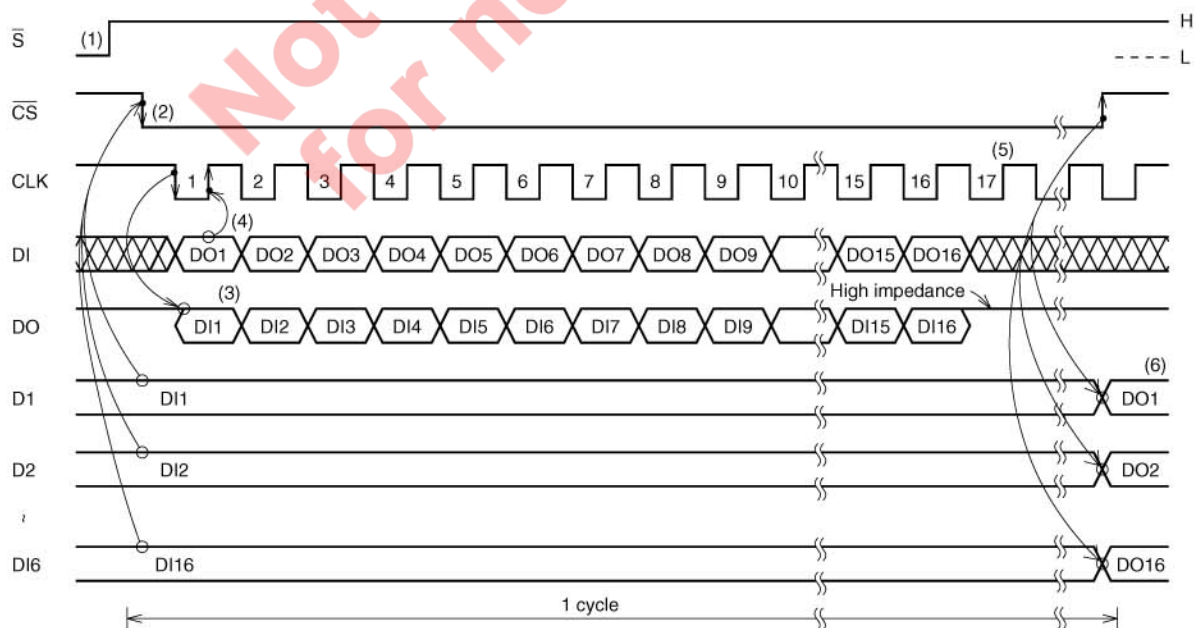 Not
for n
S (1) H
L
CS (2)
CLK 1 2 3 4 5 6 7 8 9 10 15 16 17 (5)
(4)
DI DO1 DO2 DO3 DO4 DO5 DO6 DO7 DO8 DO9 DO15 DO16
(3) High impedance
DO DI1 DI2 DI3 DI4 DI5 DI6 DI7 DI8 DI9 DI15 DI16
(6)
D1 DI1 DO1
D2 DI2 DO2
~
DI6 DI16 DO16
1 cycle